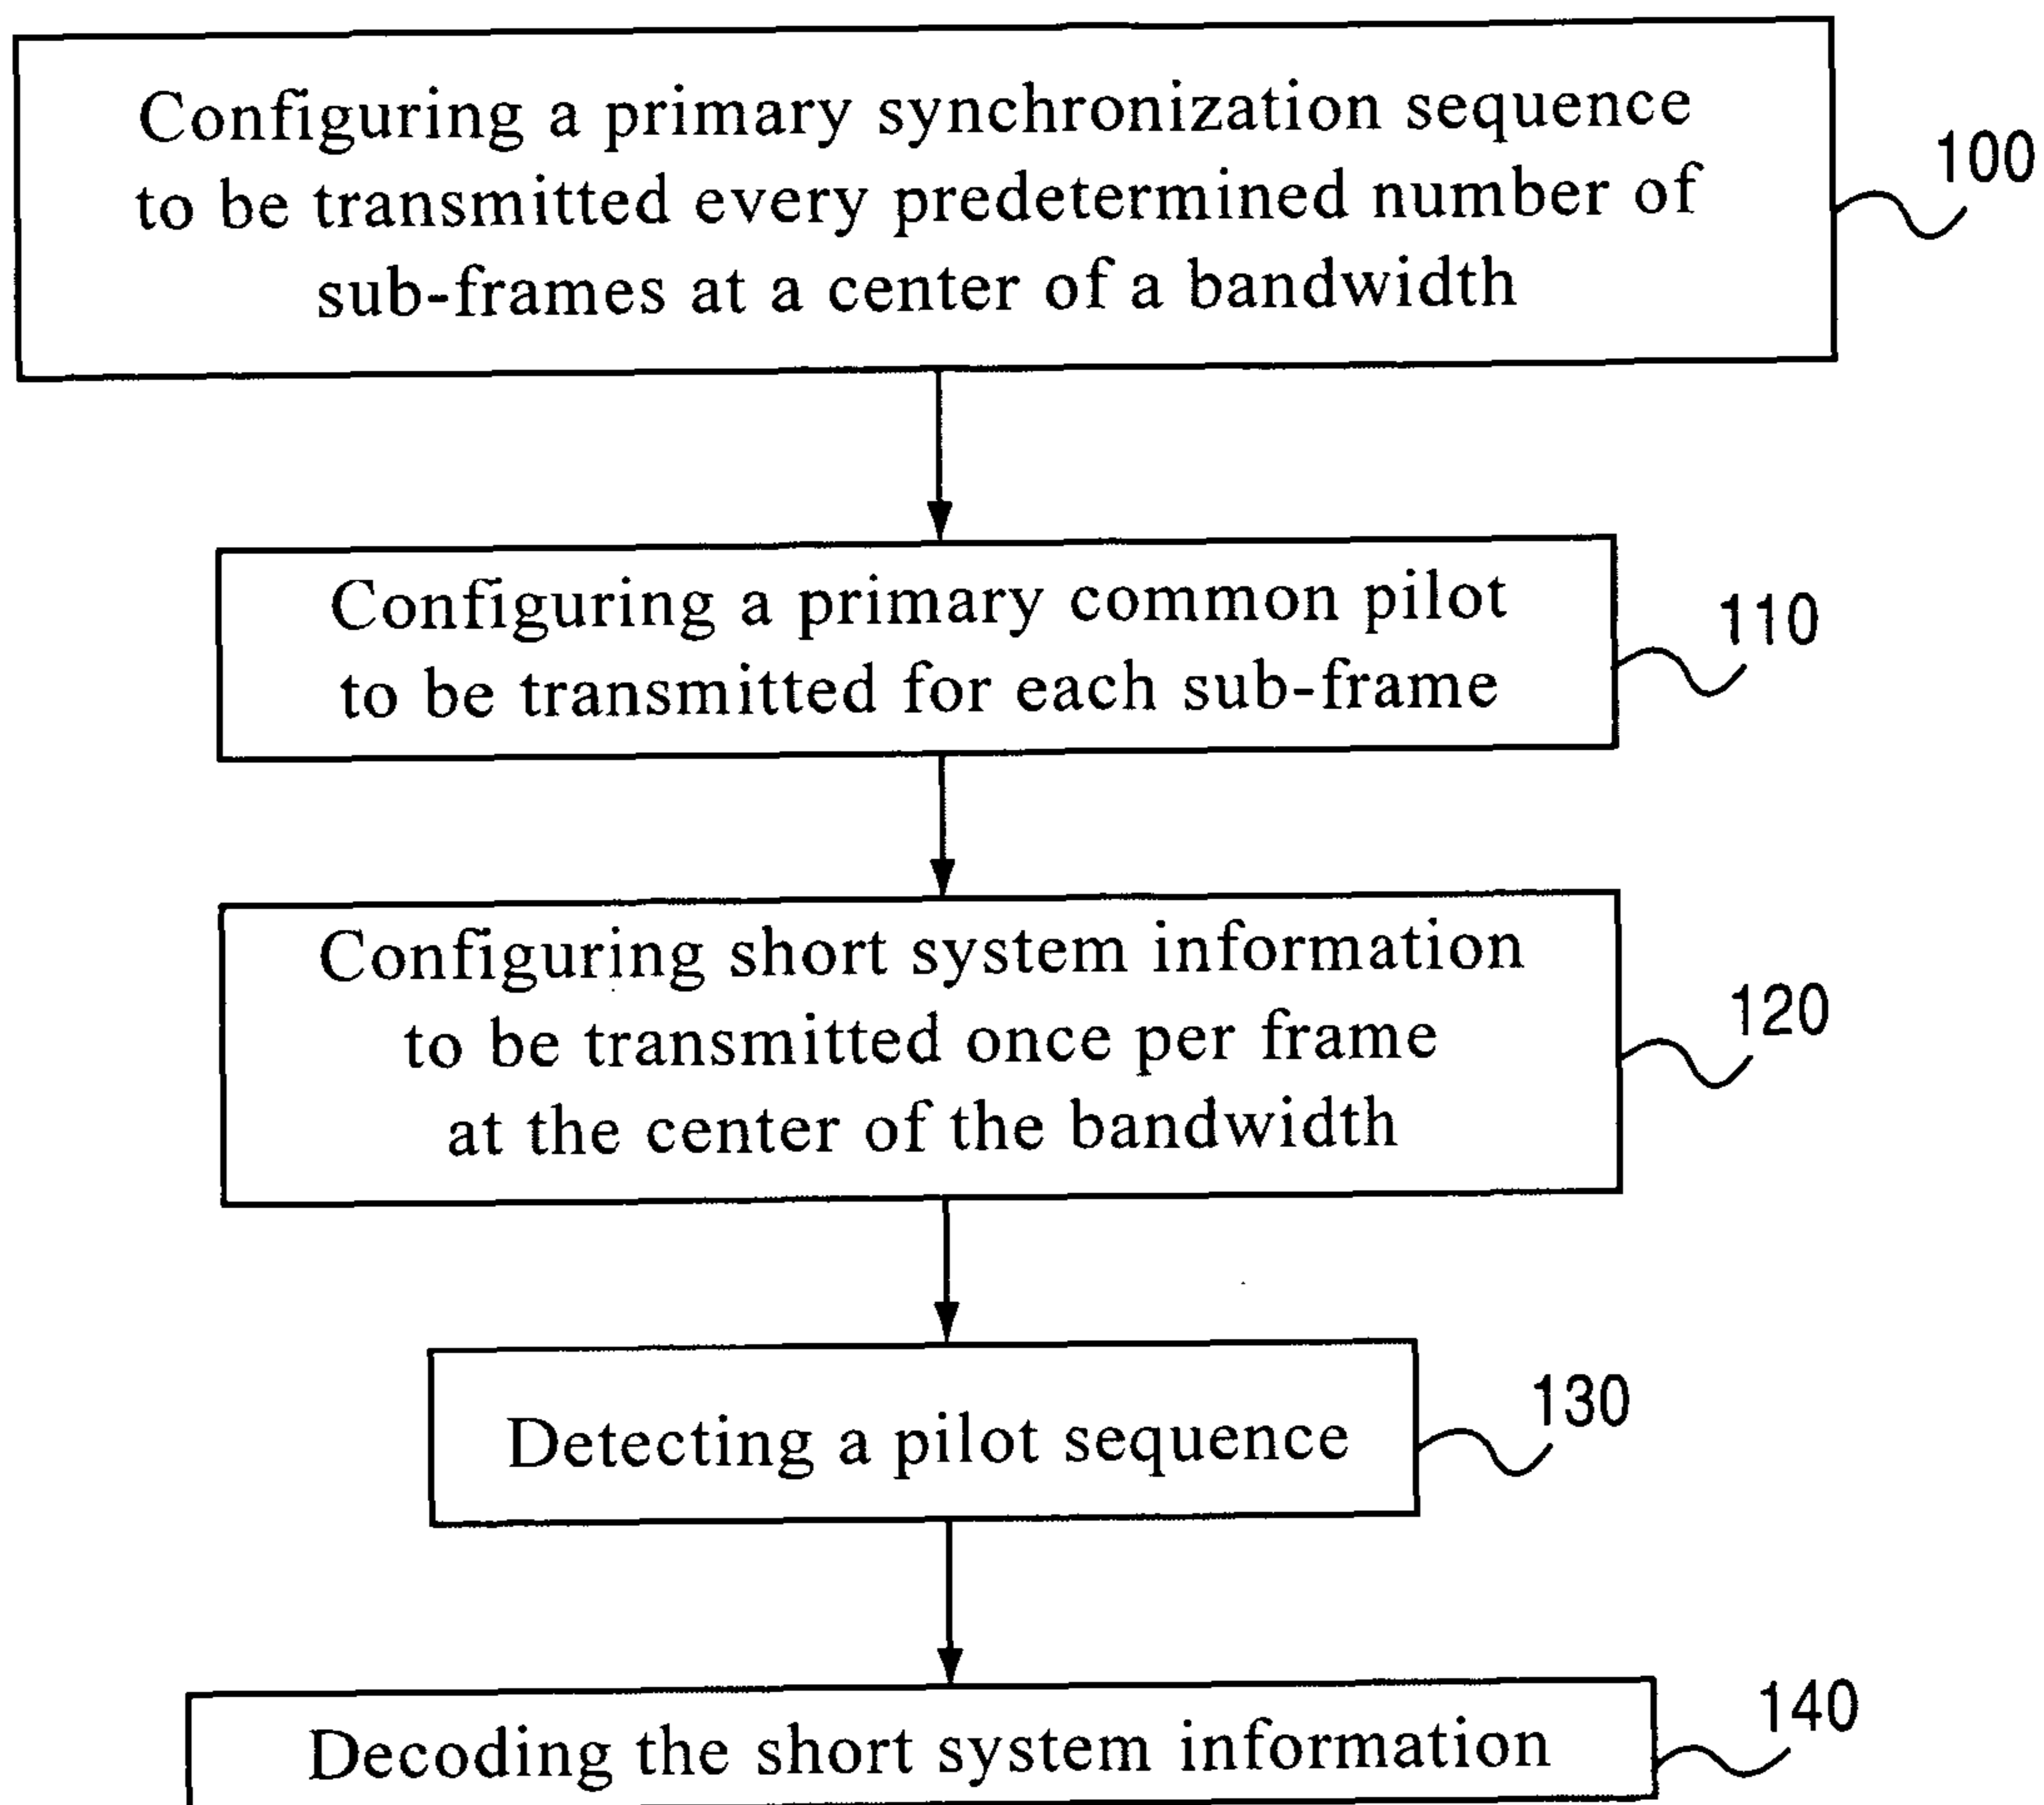 Configuring a primary synchronization sequence
to be transmitted every predetermined number of
sub-frames at a center of a bandwidth
100
Configuring a primary common pilot
to be transmitted for each sub-frame
110
Configuring short system information
to be transmitted once per frame
at the center of the bandwidth
120
Detecting a pilot sequence
130
Decoding the short system information
140